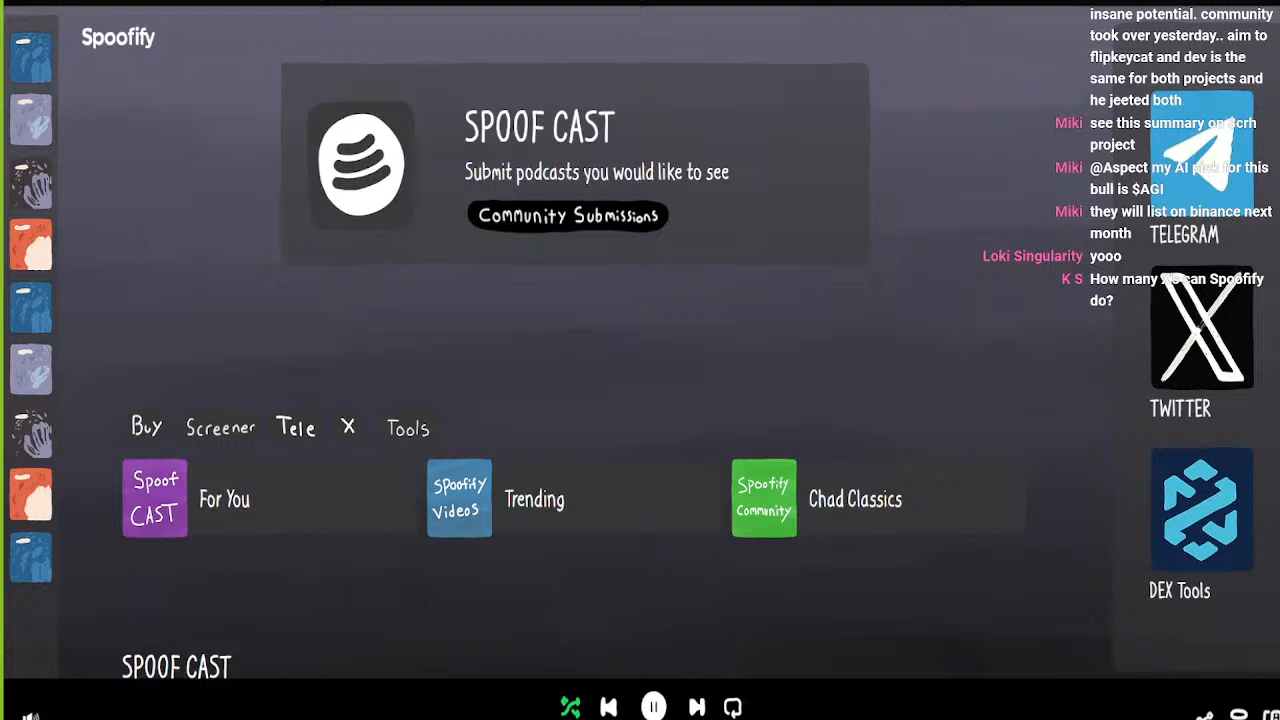 Spoofify
SPOOF CAST
Submit podcasts you would like to see
Community Submissions
insane potential. community
took over yesterday.. aim to
flipkeycat and dev is the
same for both projects and
he jeeted both
Miki see this summary on $crh
project
Miki @Aspect my AI pick for this
bull is $AGI
Miki they will list on binance next
month
Loki Singularity yooo
K S How many Xs can Spoofify
do?
TELEGRAM
TWITTER
DEX Tools
Buy Screener Tele X Tools
Spoof
CAST
For You
Spoofify
Videos
Trending
Spoofify
Community
Chad Classics
SPOOF CAST